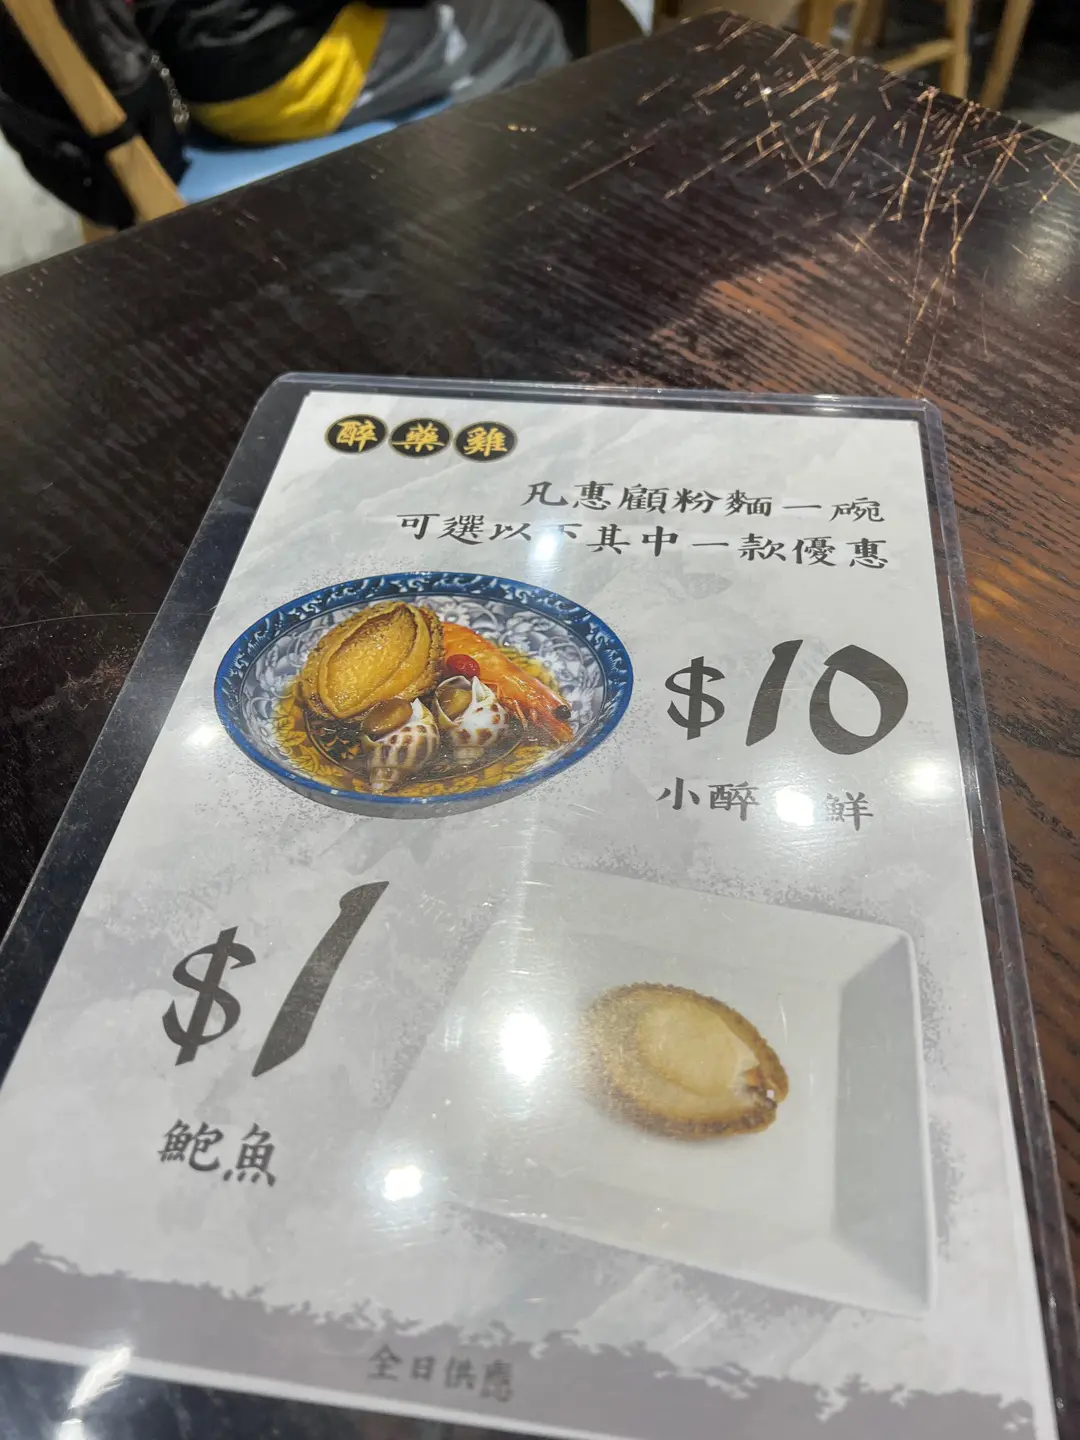 醉藥雞
凡惠顧粉麵一碗
可選以下其中一款優惠
$10
小醉 鮮
$1
鮑魚
全日供應